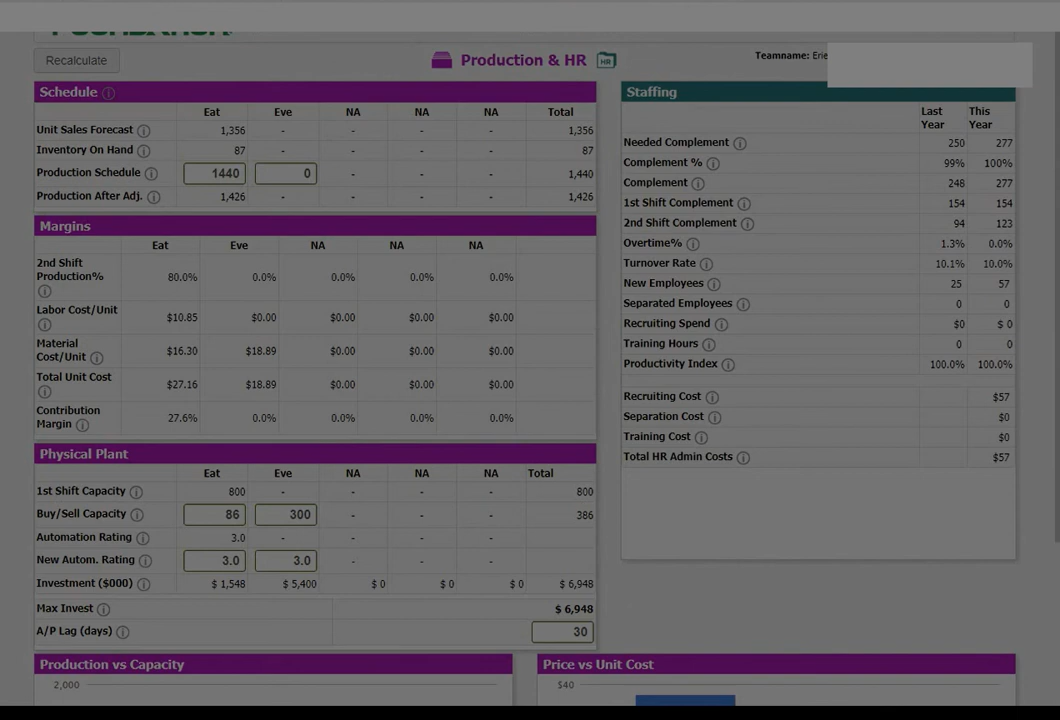 Recalculate
Production & HR HR
Teamname: Erie
Schedule
Eat Eve NA NA NA Total
Unit Sales Forecast 1,356 - - - - 1,356
Inventory On Hand 87 - - - - 87
Production Schedule 1440 0 - - - 1,440
Production After Adj. 1,426 - - - - 1,426
Margins
Eat Eve NA NA NA
2nd Shift
Production% 80.0% 0.0% 0.0% 0.0% 0.0%
Labor Cost/Unit $10.85 $0.00 $0.00 $0.00 $0.00
Material
Cost/Unit $16.30 $18.89 $0.00 $0.00 $0.00
Total Unit Cost $27.16 $18.89 $0.00 $0.00 $0.00
Contribution
Margin 27.6% 0.0% 0.0% 0.0% 0.0%
Physical Plant
Eat Eve NA NA NA Total
1st Shift Capacity 800 - - - - 800
Buy/Sell Capacity 86 300 - - - 386
Automation Rating 3.0 - - - -
New Autom. Rating 3.0 3.0 - - -
Investment ($000) $ 1,548 $ 5,400 $ 0 $ 0 $ 0 $ 6,948
Max Invest $ 6,948
A/P Lag (days) 30
Staffing
Last
Year
This
Year
Needed Complement 250 277
Complement % 99% 100%
Complement 248 277
1st Shift Complement 154 154
2nd Shift Complement 94 123
Overtime% 1.3% 0.0%
Turnover Rate 10.1% 10.0%
New Employees 25 57
Separated Employees 0 0
Recruiting Spend $0 $ 0
Training Hours 0 0
Productivity Index 100.0% 100.0%
Recruiting Cost $57
Separation Cost $0
Training Cost $0
Total HR Admin Costs $57
Production vs Capacity
2,000
Price vs Unit Cost
$40